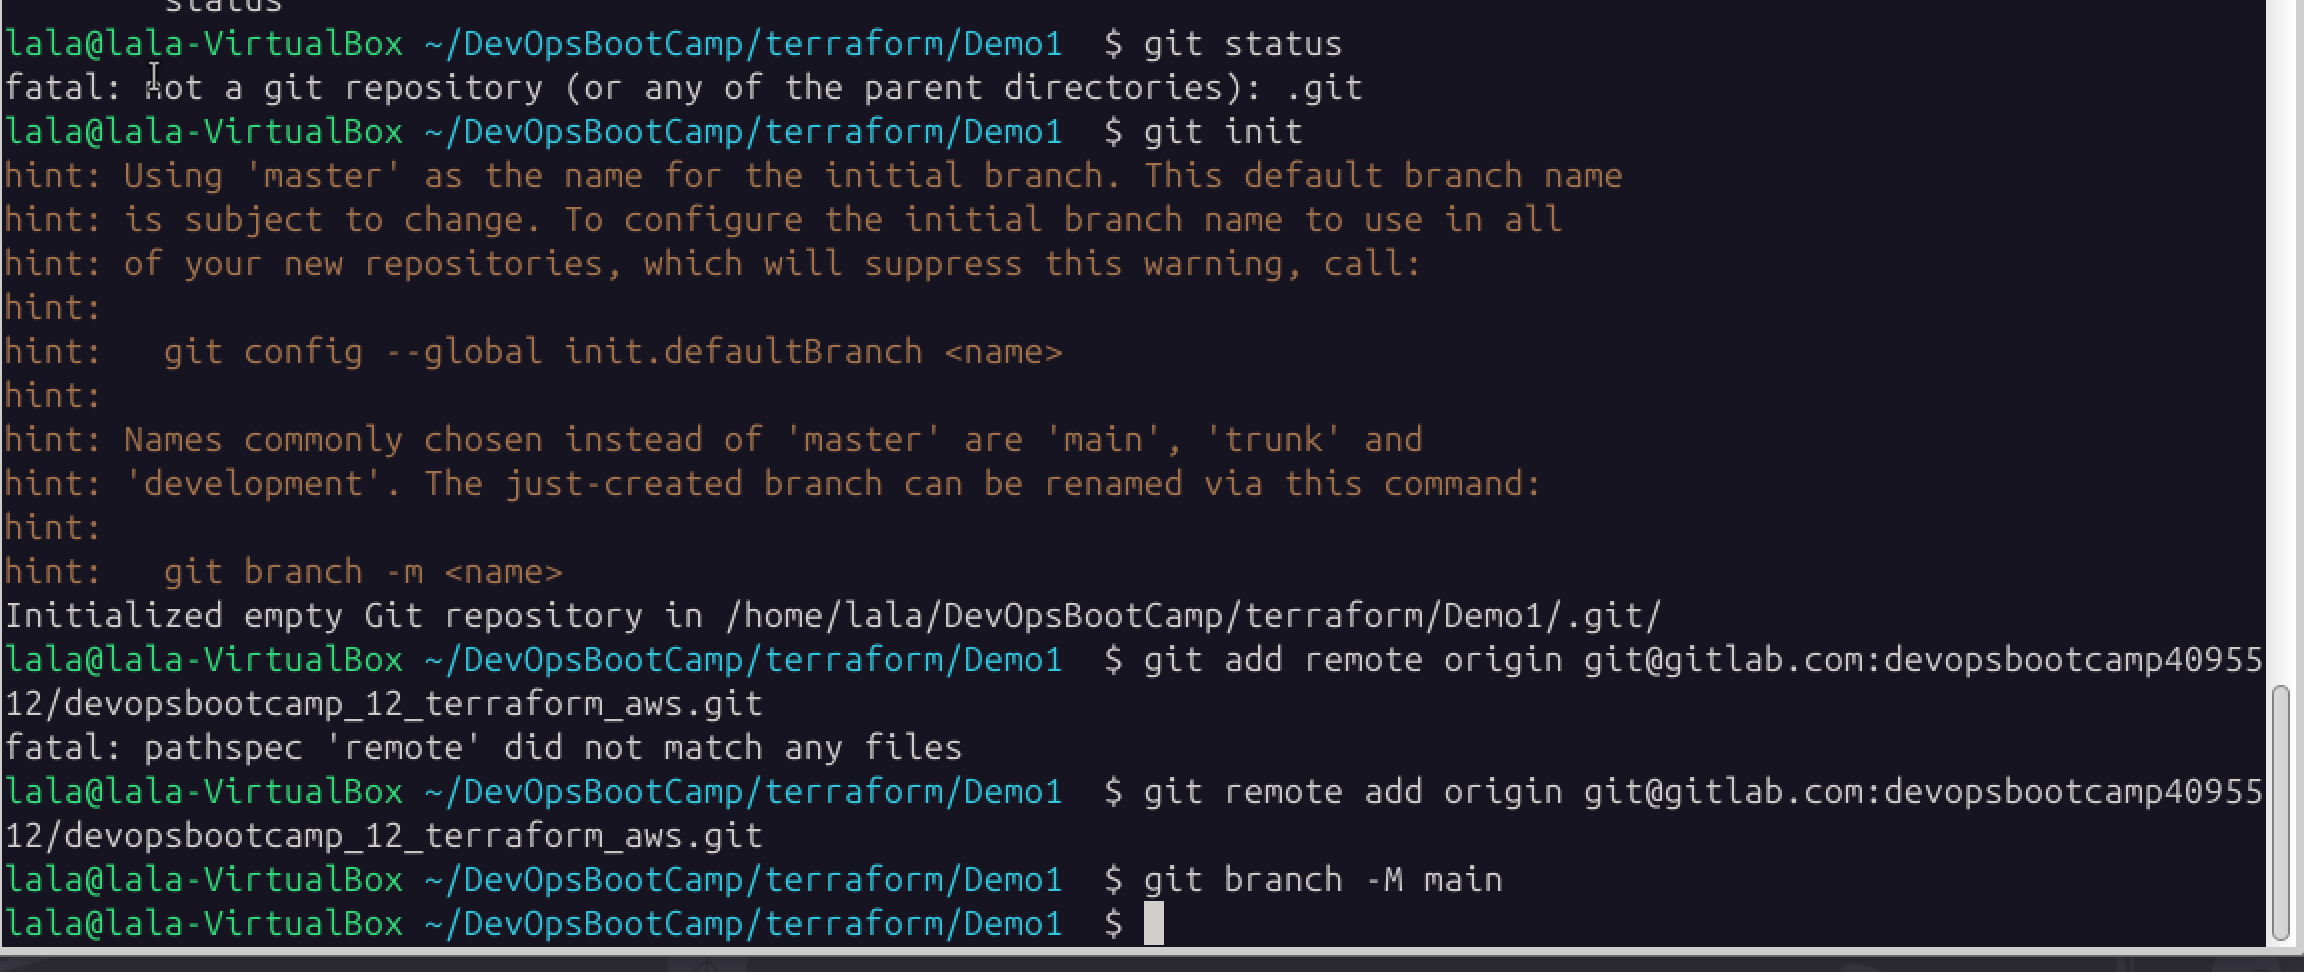 status
lala@lala-VirtualBox ~/DevOpsBootCamp/terraform/Demo1  $ git status
fatal: not a git repository (or any of the parent directories): .git
lala@lala-VirtualBox ~/DevOpsBootCamp/terraform/Demo1  $ git init
hint: Using 'master' as the name for the initial branch. This default branch name
hint: is subject to change. To configure the initial branch name to use in all
hint: of your new repositories, which will suppress this warning, call:
hint:
hint:   git config --global init.defaultBranch <name>
hint:
hint: Names commonly chosen instead of 'master' are 'main', 'trunk' and
hint: 'development'. The just-created branch can be renamed via this command:
hint:
hint:   git branch -m <name>
Initialized empty Git repository in /home/lala/DevOpsBootCamp/terraform/Demo1/.git/
lala@lala-VirtualBox ~/DevOpsBootCamp/terraform/Demo1  $ git add remote origin git@gitlab.com:devopsbootcamp40955
12/devopsbootcamp_12_terraform_aws.git
fatal: pathspec 'remote' did not match any files
lala@lala-VirtualBox ~/DevOpsBootCamp/terraform/Demo1  $ git remote add origin git@gitlab.com:devopsbootcamp40955
12/devopsbootcamp_12_terraform_aws.git
lala@lala-VirtualBox ~/DevOpsBootCamp/terraform/Demo1  $ git branch -M main
lala@lala-VirtualBox ~/DevOpsBootCamp/terraform/Demo1  $